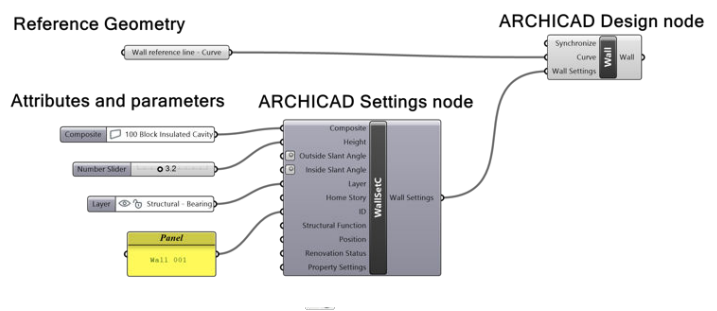 Reference Geometry
ARCHICAD Design node
Wall reference line - Curve
Synchronize
Curve
Wall Settings
Wall
Wall
Attributes and parameters
ARCHICAD Settings node
Composite
100 Block Insulated Cavity
Number Slider
3.2
Layer
Structural - Bearing
Panel
Wall 001
Composite
Height
Outside Slant Angle
Inside Slant Angle
Layer
Home Story
ID
Structural Function
Position
Renovation Status
Property Settings
WallSetC
Wall Settings